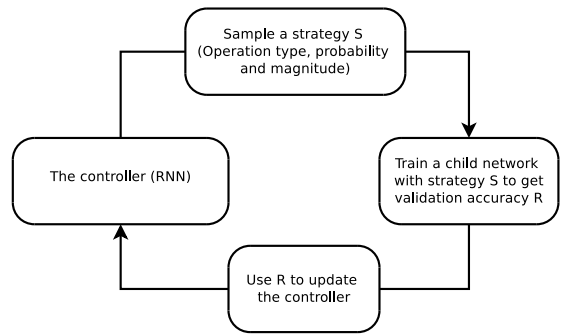 Sample a strategy S
(Operation type, probability
and magnitude)
The controller (RNN)
Train a child network
with strategy S to get
validation accuracy R
Use R to update
the controller